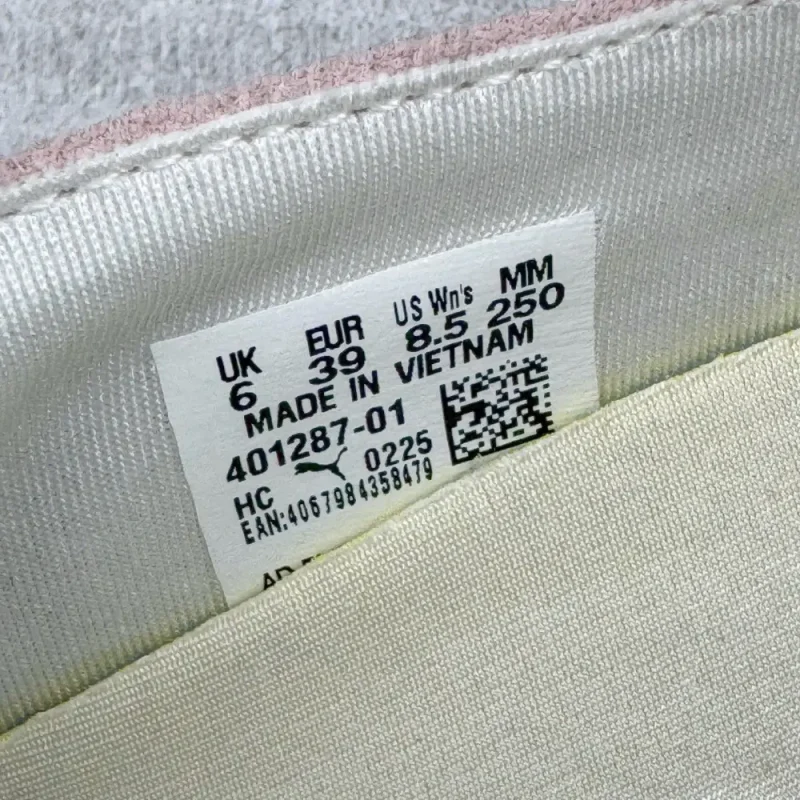 UK EUR US Wn's MM
6 39 8.5 250
MADE IN VIETNAM
401287-01
HC 0225
EAN:4067984358479